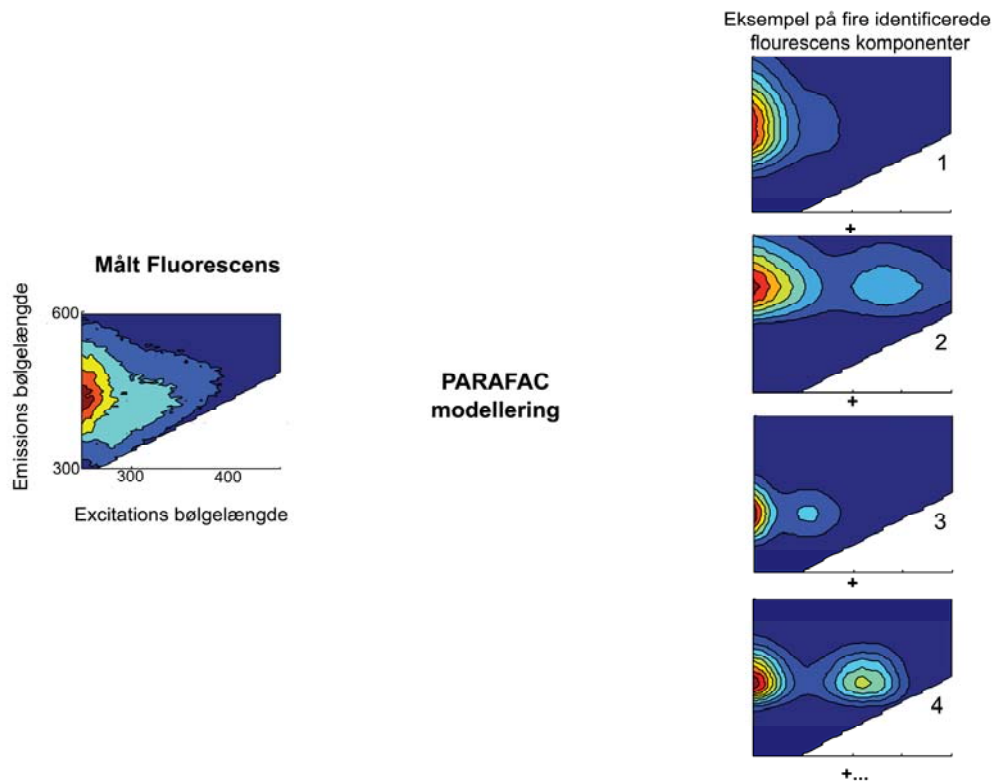 Eksempel på fire identificerede
flourescens komponenter
1
+
Målt Fluorescens
2
600
Emissions bølgelængde
300
300
400
Excitations bølgelængde
PARAFAC
modellering
+
3
+
4
+...